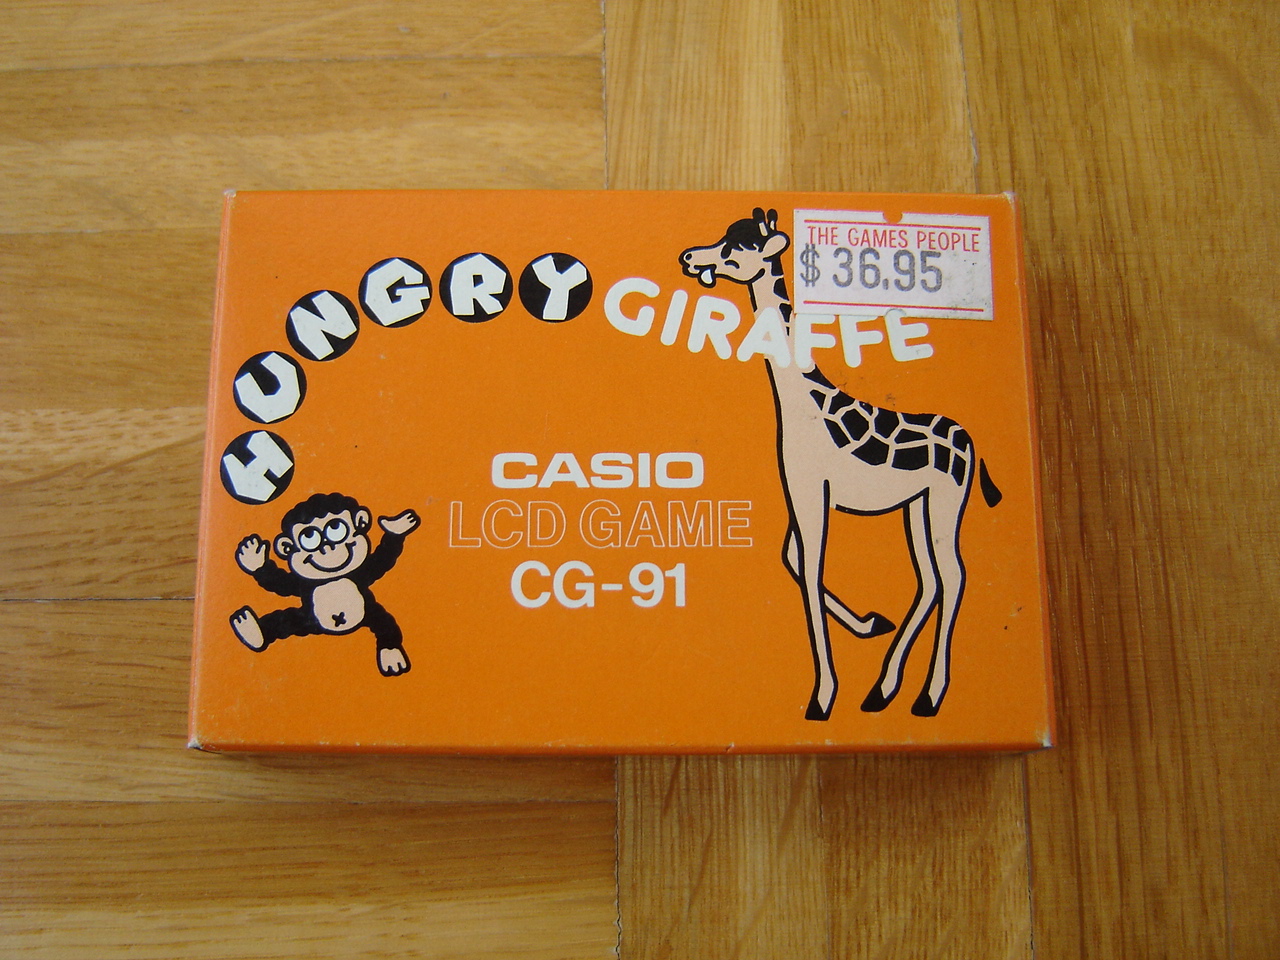 HUNGRY GIRAFFE
THE GAMES PEOPLE
$ 36.95
CASIO
LCD GAME
CG-91